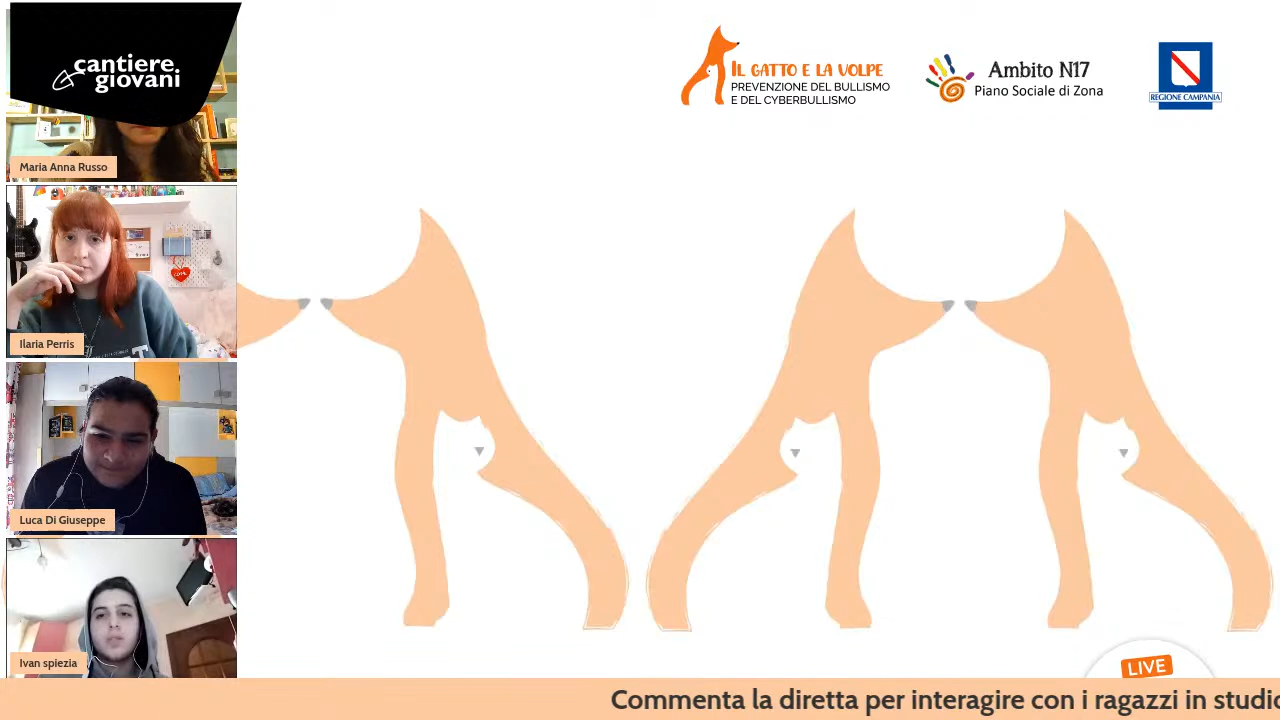 cantiere
giovani
Maria Anna Russo
Ilaria Perris
Luca Di Giuseppe
Ivan spiezia
IL GATTO E LA VOLPE
PREVENZIONE DEL BULLISMO
E DEL CYBERBULLISMO
Ambito N17
Piano Sociale di Zona
REGIONE CAMPANIA
LIVE
Commenta la diretta per interagire con i ragazzi in studio